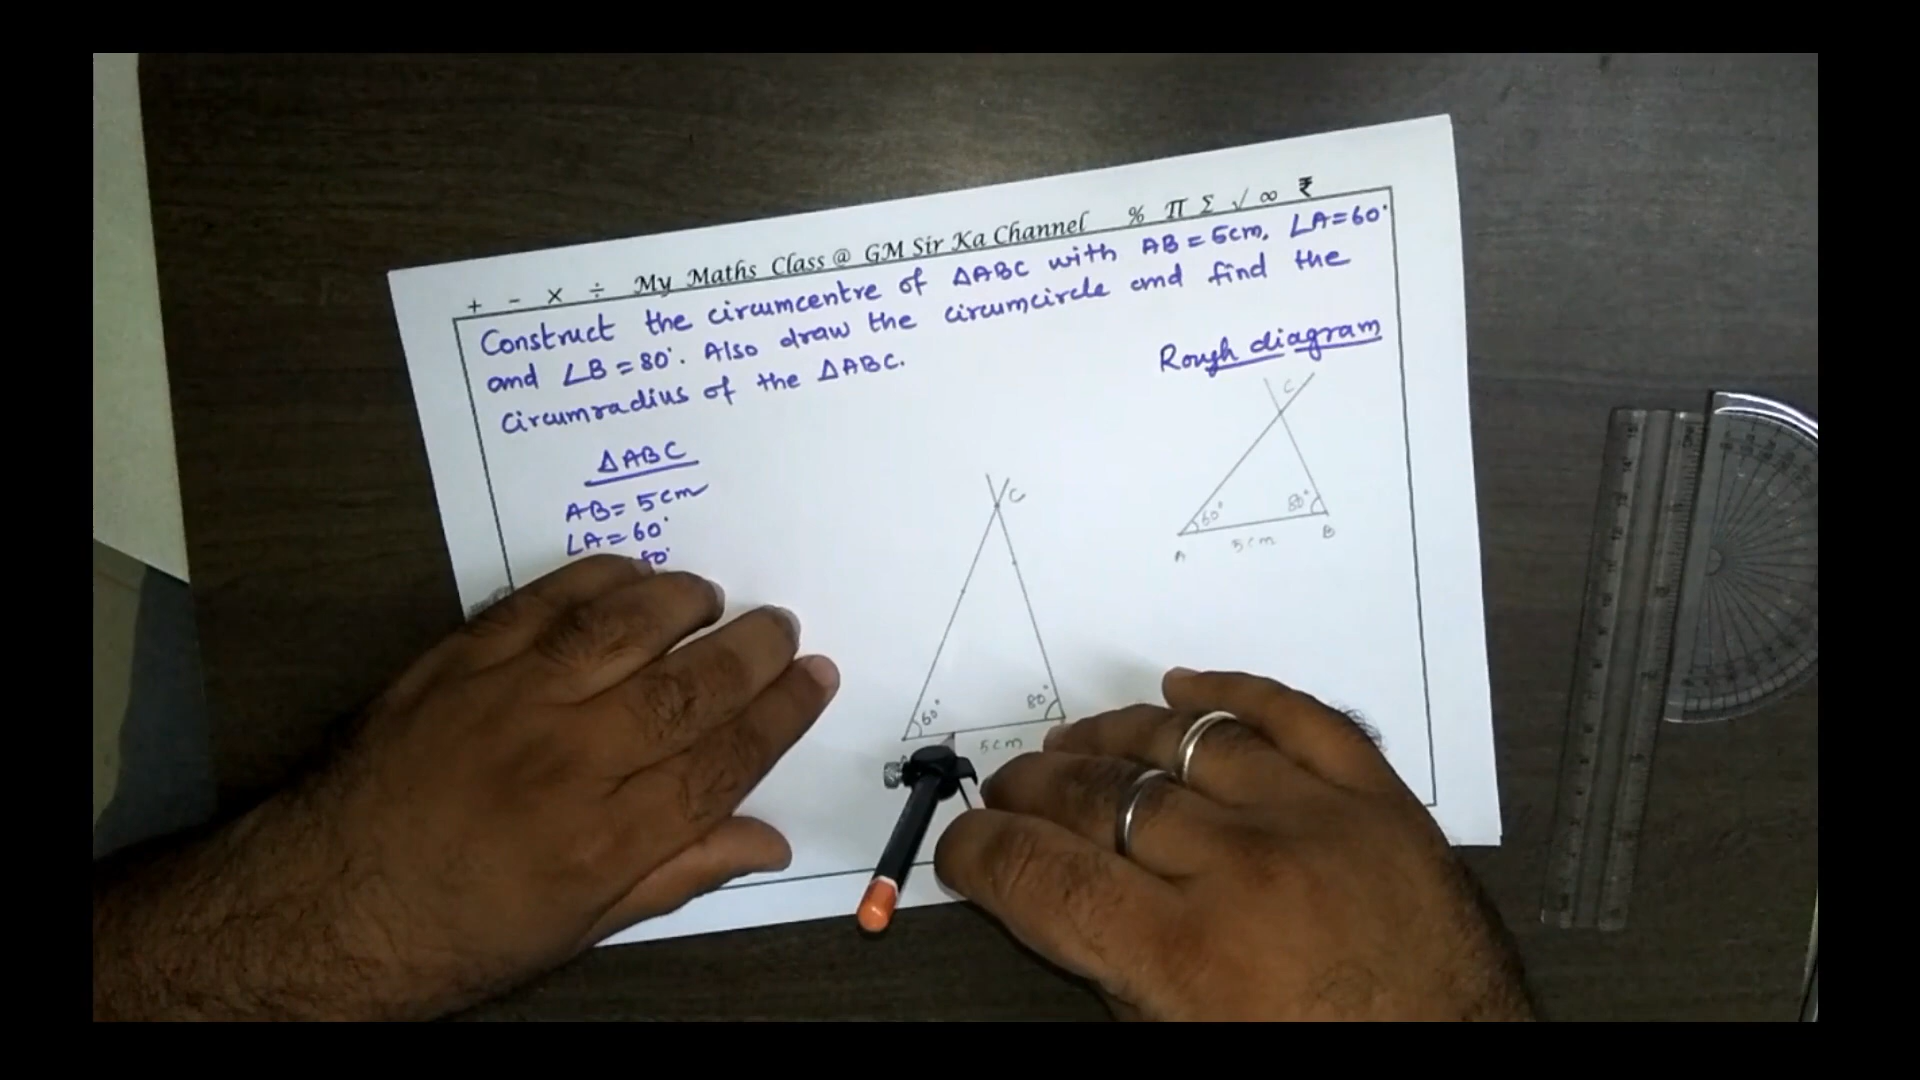 + - × ÷ My Maths Class @ GM Sir Ka Channel % Π Σ √ ∞ ₹
Construct the circumcentre of ΔABC with AB = 5cm, ∠A=60°
and ∠B = 80°. Also draw the circumcircle and find the
circumradius of the ΔABC.
Rough diagram
ΔABC
AB = 5cm
∠A = 60°
80°
C
60°
80°
5cm
C
60°
80°
A
5cm
B